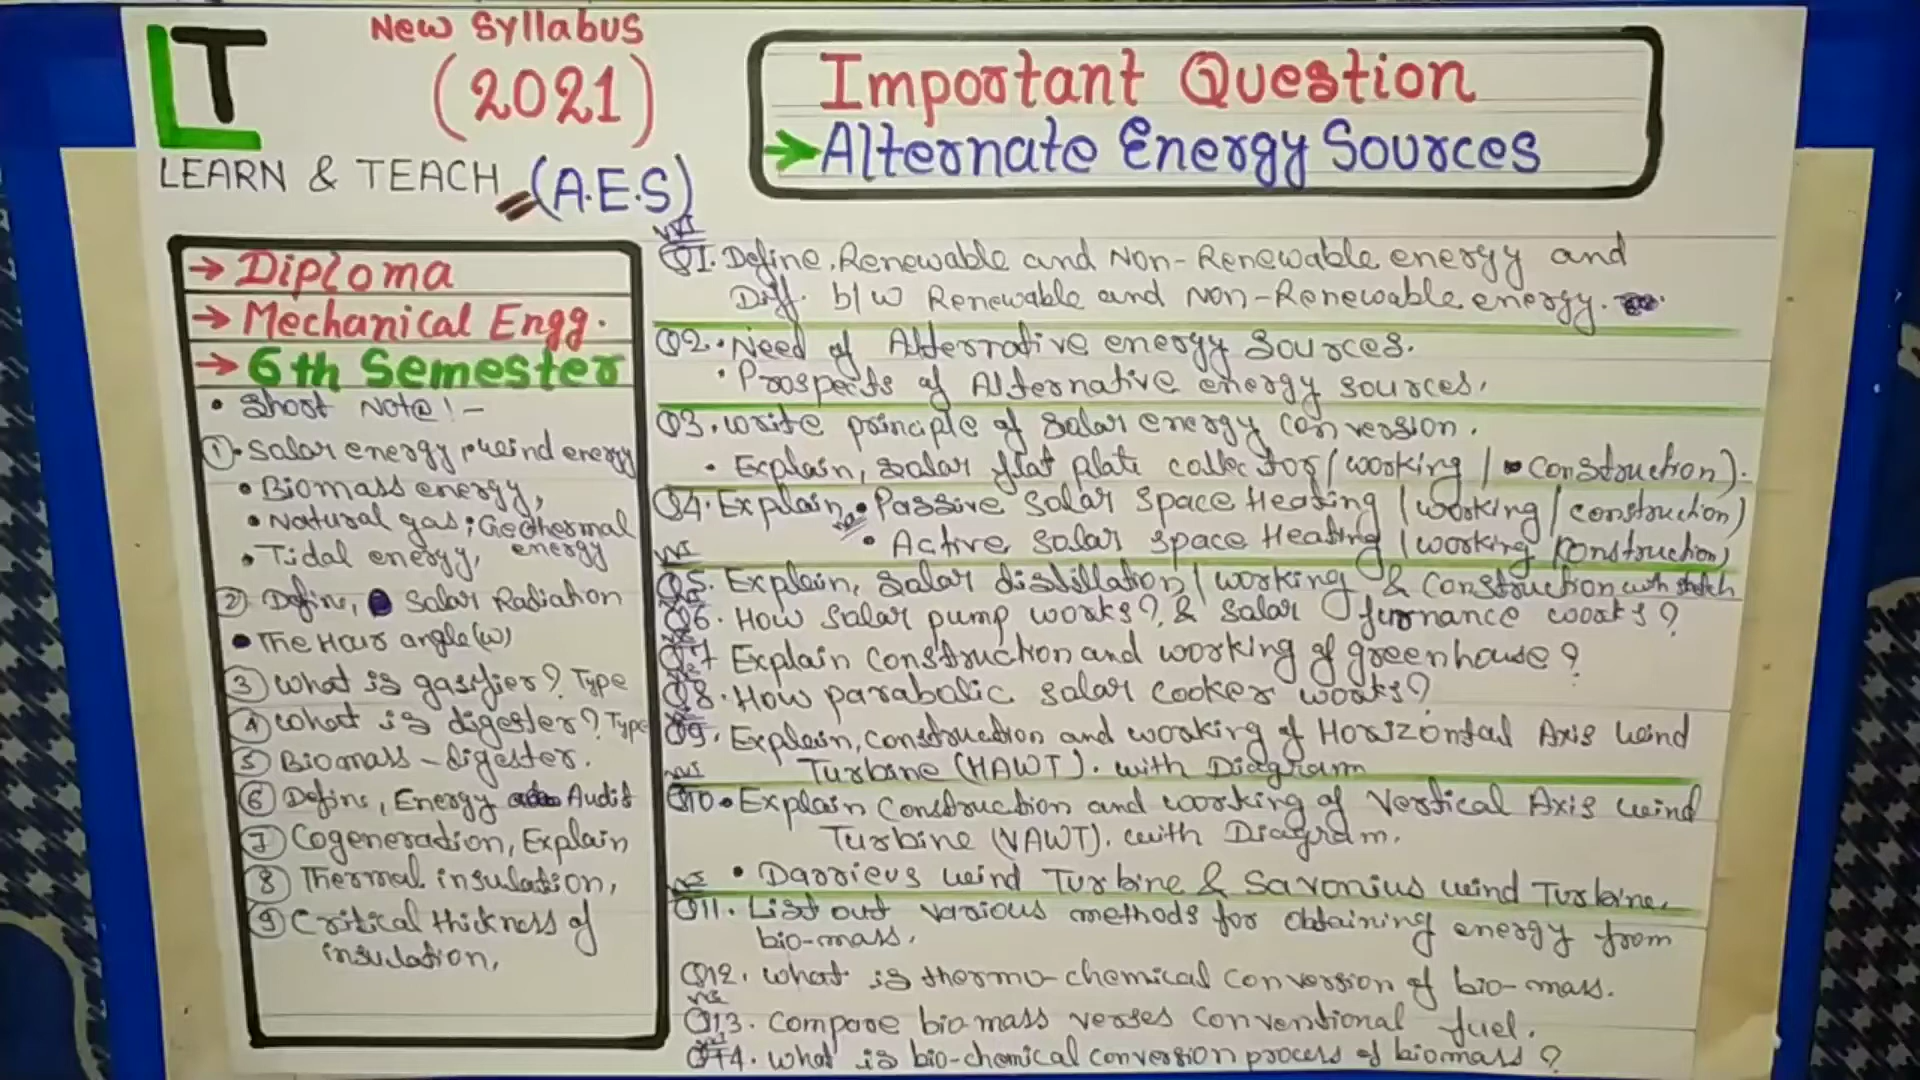 LT
LEARN & TEACH
New Syllabus
(2021)
(A.E.S)
Important Question
→ Alternate Energy Sources
→ Diploma
→ Mechanical Engg.
→ 6th Semester
• Short Note!-
① • Solar energy, • wind energy
• Biomass energy,
• Natural gas; Geothermal energy
• Tidal energy,
② Define, Solar Radiation
• The Hour angle (ω)
③ What is gasifier? Type
④ What is digester? Type
⑤ Biomass - digester.
⑥ Define, Energy Audit
⑦ Cogeneration, Explain
⑧ Thermal insulation,
⑨ Critical thickness of
insulation,
VVI
Q1. Define, Renewable and Non-Renewable energy and
Diff. b/w Renewable and Non-Renewable energy.
Q2. • Need of Alternative energy sources.
• Prospects of Alternative energy sources.
Q3. Write principle of Solar energy conversion.
• Explain, solar flat plate collector (working / construction).
Q4. Explain • Passive Solar Space Heating (working / construction)
• Active solar space Heating (working construction)
VVI
Q5. Explain, Solar distillation / working & Construction with sketch
Q6. How Solar pump works? & Solar furnance works?
Q7 Explain Construction and working of greenhouse?
Q8. How parabolic solar cooker works?
Q9. Explain, construction and working of Horizontal Axis wind
Turbine (HAWT). with Diagram
VVI
Q10 • Explain Construction and working of Vertical Axis wind
Turbine (VAWT). with Diagram.
• Darrieus wind Turbine & Savonius wind Turbine.
Q11. List out various methods for obtaining energy from
bio-mass.
Q12. What is thermo-chemical conversion of bio-mass.
Q13. Compare biomass verses conventional fuel.
Q14. What is bio-chemical conversion process of biomass?